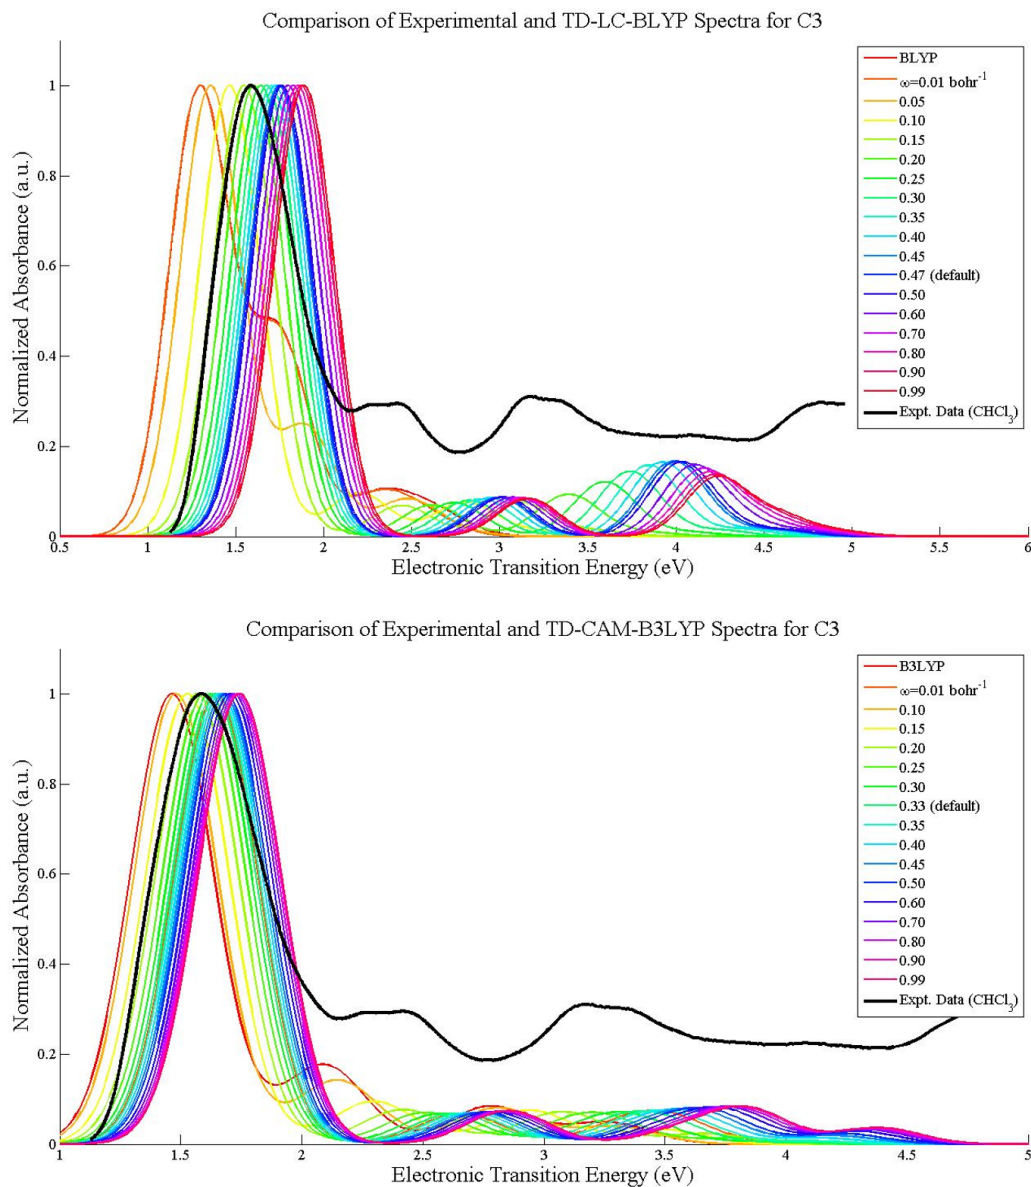 Comparison of Experimental and TD-LC-BLYP Spectra for C3
Normalized Absorbance (a.u.)
1
0.8
0.6
0.4
0.2
0
0.5 1 1.5 2 2.5 3 3.5 4 4.5 5 5.5 6
Electronic Transition Energy (eV)
BLYP
ω=0.01 bohr⁻¹
0.05
0.10
0.15
0.20
0.25
0.30
0.35
0.40
0.45
0.47 (default)
0.50
0.60
0.70
0.80
0.90
0.99
Expt. Data (CHCl₃)
Comparison of Experimental and TD-CAM-B3LYP Spectra for C3
Normalized Absorbance (a.u.)
1
0.8
0.6
0.4
0.2
0
1 1.5 2 2.5 3 3.5 4 4.5 5
Electronic Transition Energy (eV)
B3LYP
ω=0.01 bohr⁻¹
0.10
0.15
0.20
0.25
0.30
0.33 (default)
0.35
0.40
0.45
0.50
0.60
0.70
0.80
0.90
0.99
Expt. Data (CHCl₃)